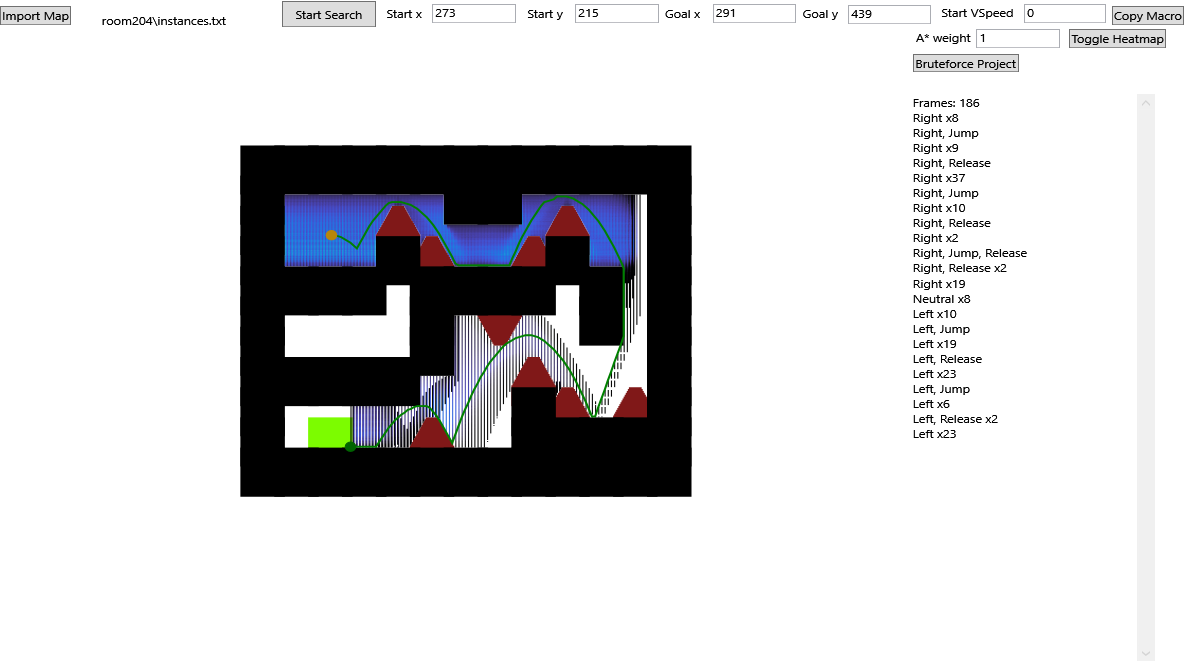 Import Map
room204\instances.txt
Start Search
Start x 273
Start y 215
Goal x 291
Goal y 439
Start VSpeed 0
Copy Macro
A* weight 1
Toggle Heatmap
Bruteforce Project
Frames: 186
Right x8
Right, Jump
Right x9
Right, Release
Right x37
Right, Jump
Right x10
Right, Release
Right x2
Right, Jump, Release
Right, Release x2
Right x19
Neutral x8
Left x10
Left, Jump
Left x19
Left, Release
Left x23
Left, Jump
Left x6
Left, Release x2
Left x23